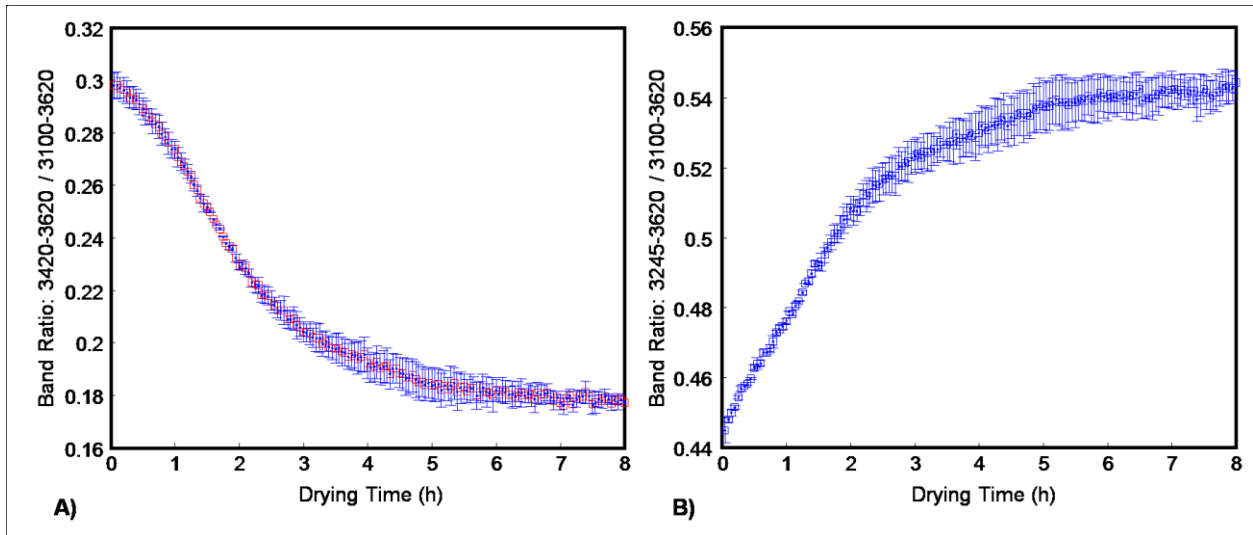 Band Ratio: 3420-3620 / 3100-3620
0.32
0.3
0.28
0.26
0.24
0.22
0.2
0.18
0.16
0 1 2 3 4 5 6 7 8
Drying Time (h)
A)
Band Ratio: 3245-3620 / 3100-3620
0.56
0.54
0.52
0.5
0.48
0.46
0.44
0 1 2 3 4 5 6 7 8
Drying Time (h)
B)